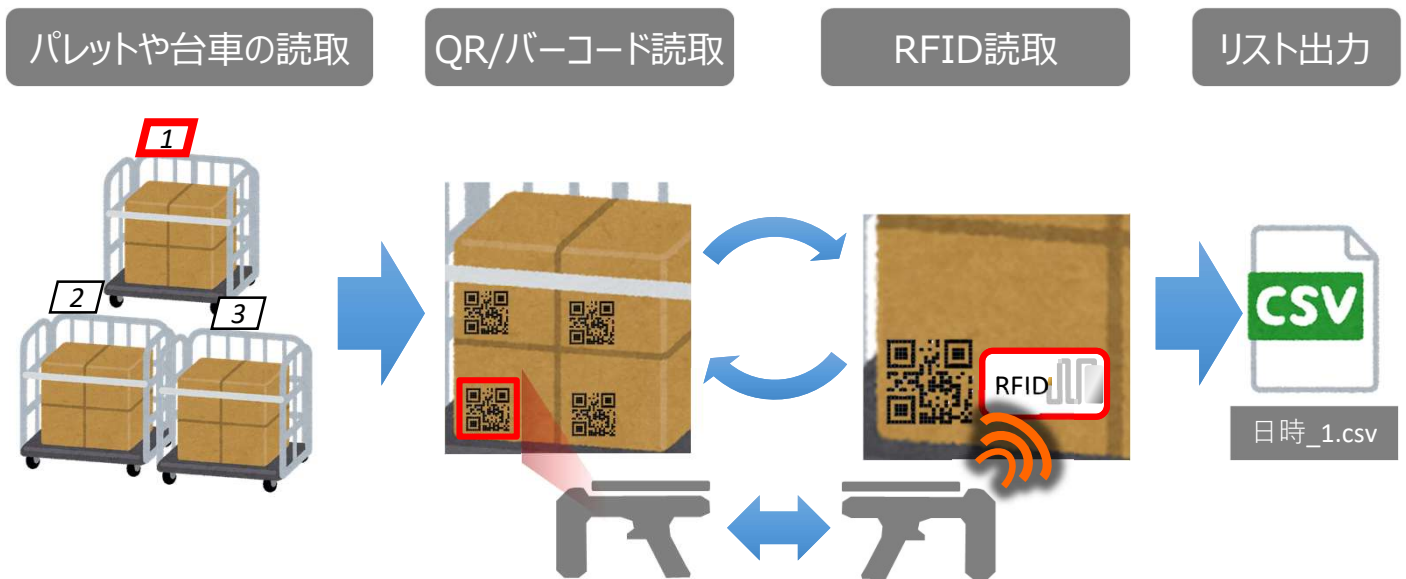 パレットや台車の読取
QR/バーコード読取
RFID読取
リスト出力
1
2
3
RFID
CSV
日時_1.csv